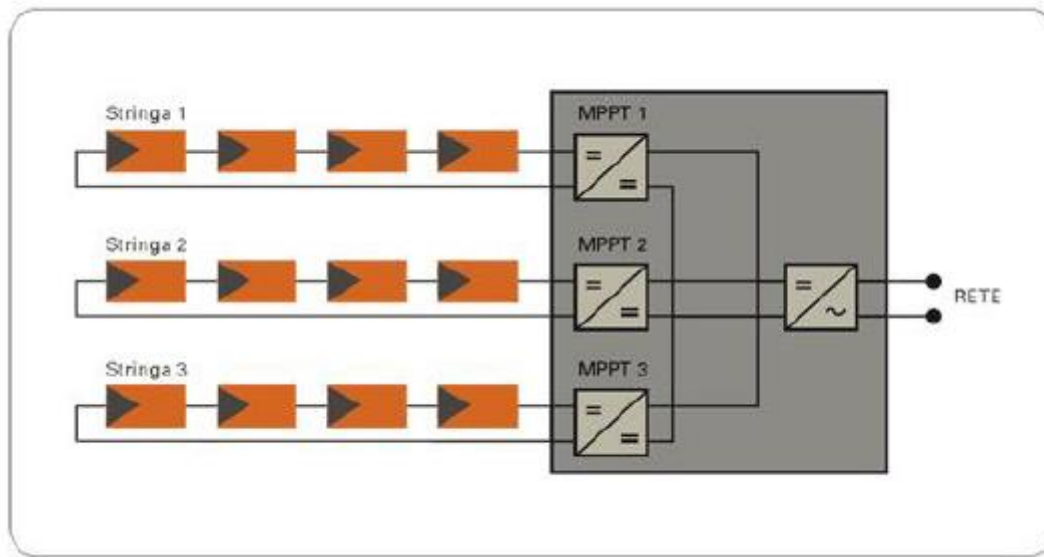 Stringa 1
MPPT 1
Stringa 2
MPPT 2
RETE
Stringa 3
MPPT 3